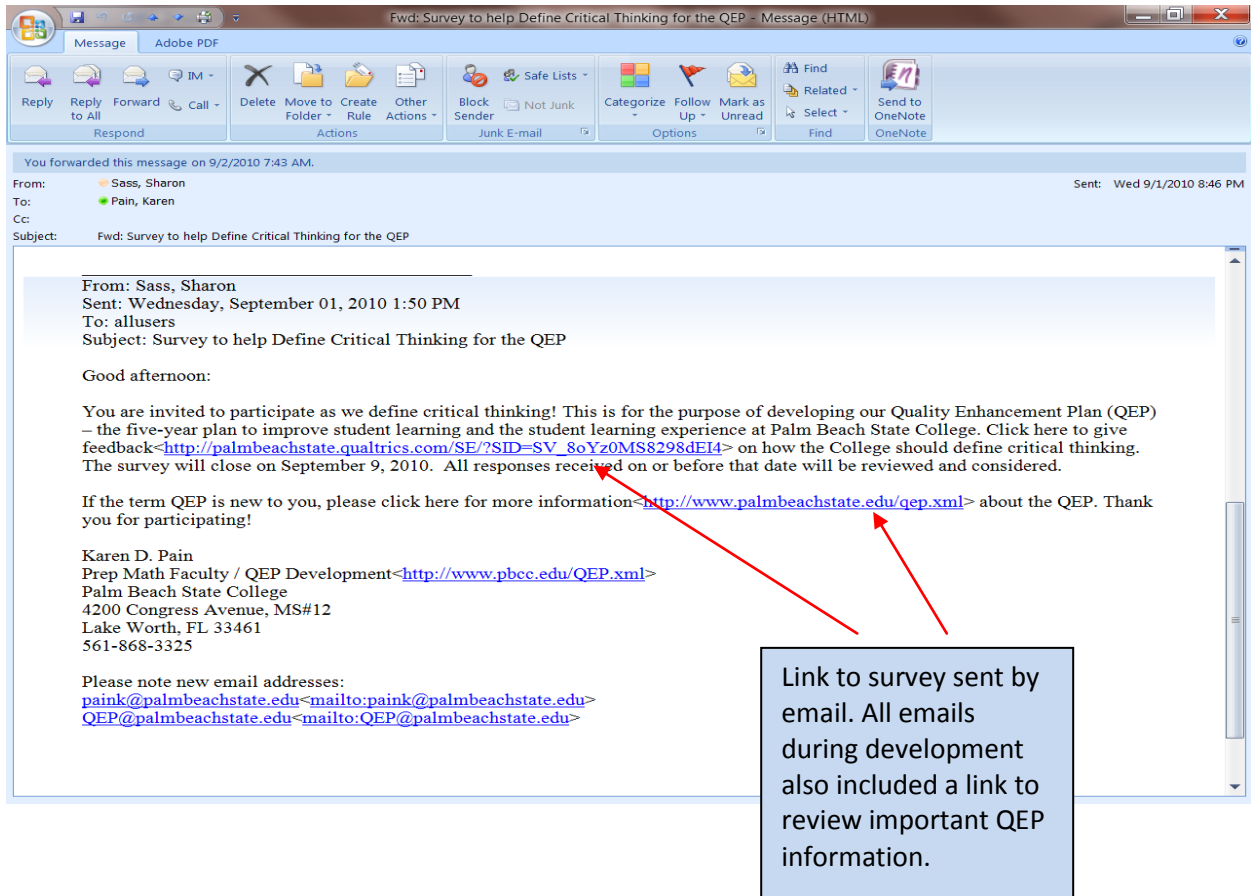 Fwd: Survey to help Define Critical Thinking for the QEP - Message (HTML)
Message Adobe PDF
Reply
Reply to All
Forward
IM
Call
Respond
Delete
Move to Folder
Create Rule
Other Actions
Actions
Block Sender
Safe Lists
Not Junk
Junk E-mail
Categorize
Follow Up
Mark as Unread
Options
Find
Related
Select
Find
Send to OneNote
OneNote
You forwarded this message on 9/2/2010 7:43 AM.
From: Sass, Sharon Sent: Wed 9/1/2010 8:46 PM
To: Pain, Karen
Cc:
Subject: Fwd: Survey to help Define Critical Thinking for the QEP
From: Sass, Sharon
Sent: Wednesday, September 01, 2010 1:50 PM
To: allusers
Subject: Survey to help Define Critical Thinking for the QEP
Good afternoon:
You are invited to participate as we define critical thinking! This is for the purpose of developing our Quality Enhancement Plan (QEP)
– the five-year plan to improve student learning and the student learning experience at Palm Beach State College. Click here to give
feedback<http://palmbeachstate.qualtrics.com/SE/?SID=SV_8oYz0MS8298dEI4> on how the College should define critical thinking.
The survey will close on September 9, 2010. All responses received on or before that date will be reviewed and considered.
If the term QEP is new to you, please click here for more information<http://www.palmbeachstate.edu/qep.xml> about the QEP. Thank
you for participating!
Karen D. Pain
Prep Math Faculty / QEP Development<http://www.pbcc.edu/QEP.xml>
Palm Beach State College
4200 Congress Avenue, MS#12
Lake Worth, FL 33461
561-868-3325
Please note new email addresses:
paink@palmbeachstate.edu<mailto:paink@palmbeachstate.edu>
QEP@palmbeachstate.edu<mailto:QEP@palmbeachstate.edu>
Link to survey sent by
email. All emails
during development
also included a link to
review important QEP
information.